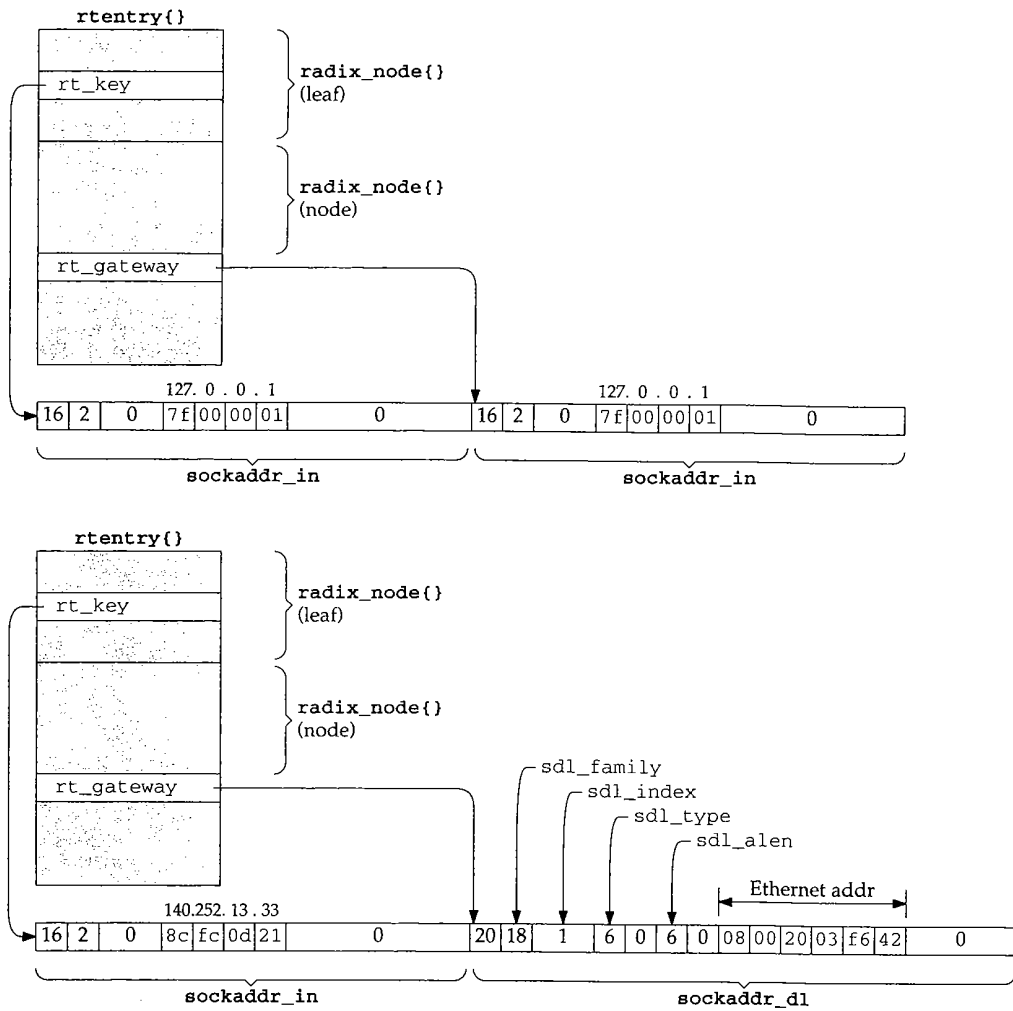 rtentry{}
rt_key
radix_node{}
(leaf)
radix_node{}
(node)
rt_gateway
127. 0 . 0 . 1
127. 0 . 0 . 1
16 2 0 7f 00 00 01 0 16 2 0 7f 00 00 01 0
sockaddr_in
sockaddr_in
rtentry{}
rt_key
radix_node{}
(leaf)
radix_node{}
(node)
rt_gateway
sdl_family
sdl_index
sdl_type
sdl_alen
Ethernet addr
140.252.13 . 33
16 2 0 8c fc 0d 21 0 20 18 1 6 0 6 0 08 00 20 03 f6 42 0
sockaddr_in
sockaddr_dl